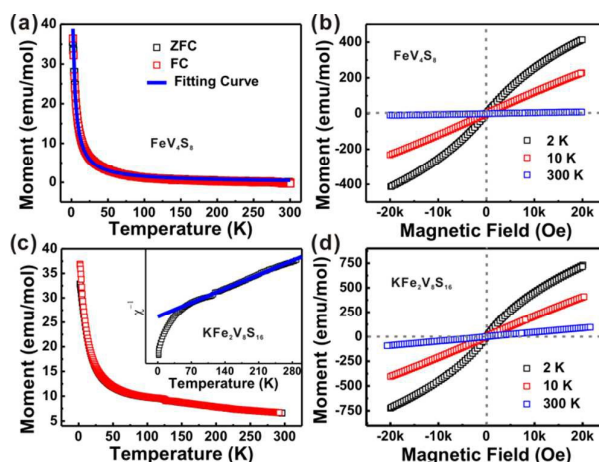 (a)
40
30
20
10
0
Moment (emu/mol)
ZFC
FC
Fitting Curve
FeV₄S₈
0 50 100 150 200 250 300
Temperature (K)
(b)
400
200
0
-200
-400
Moment (emu/mol)
FeV₄S₈
2 K
10 K
300 K
-20k -10k 0 10k 20k
Magnetic Field (Oe)
(c)
40
35
30
25
20
15
10
5
Moment (emu/mol)
χ⁻¹
KFe₂V₈S₁₆
0 70 140 210 280
Temperature (K)
0 50 100 150 200 250 300
Temperature (K)
(d)
750
500
250
0
-250
-500
-750
Moment (emu/mol)
KFe₂V₈S₁₆
2 K
10 K
300 K
-20k -10k 0 10k 20k
Magnetic Field (Oe)